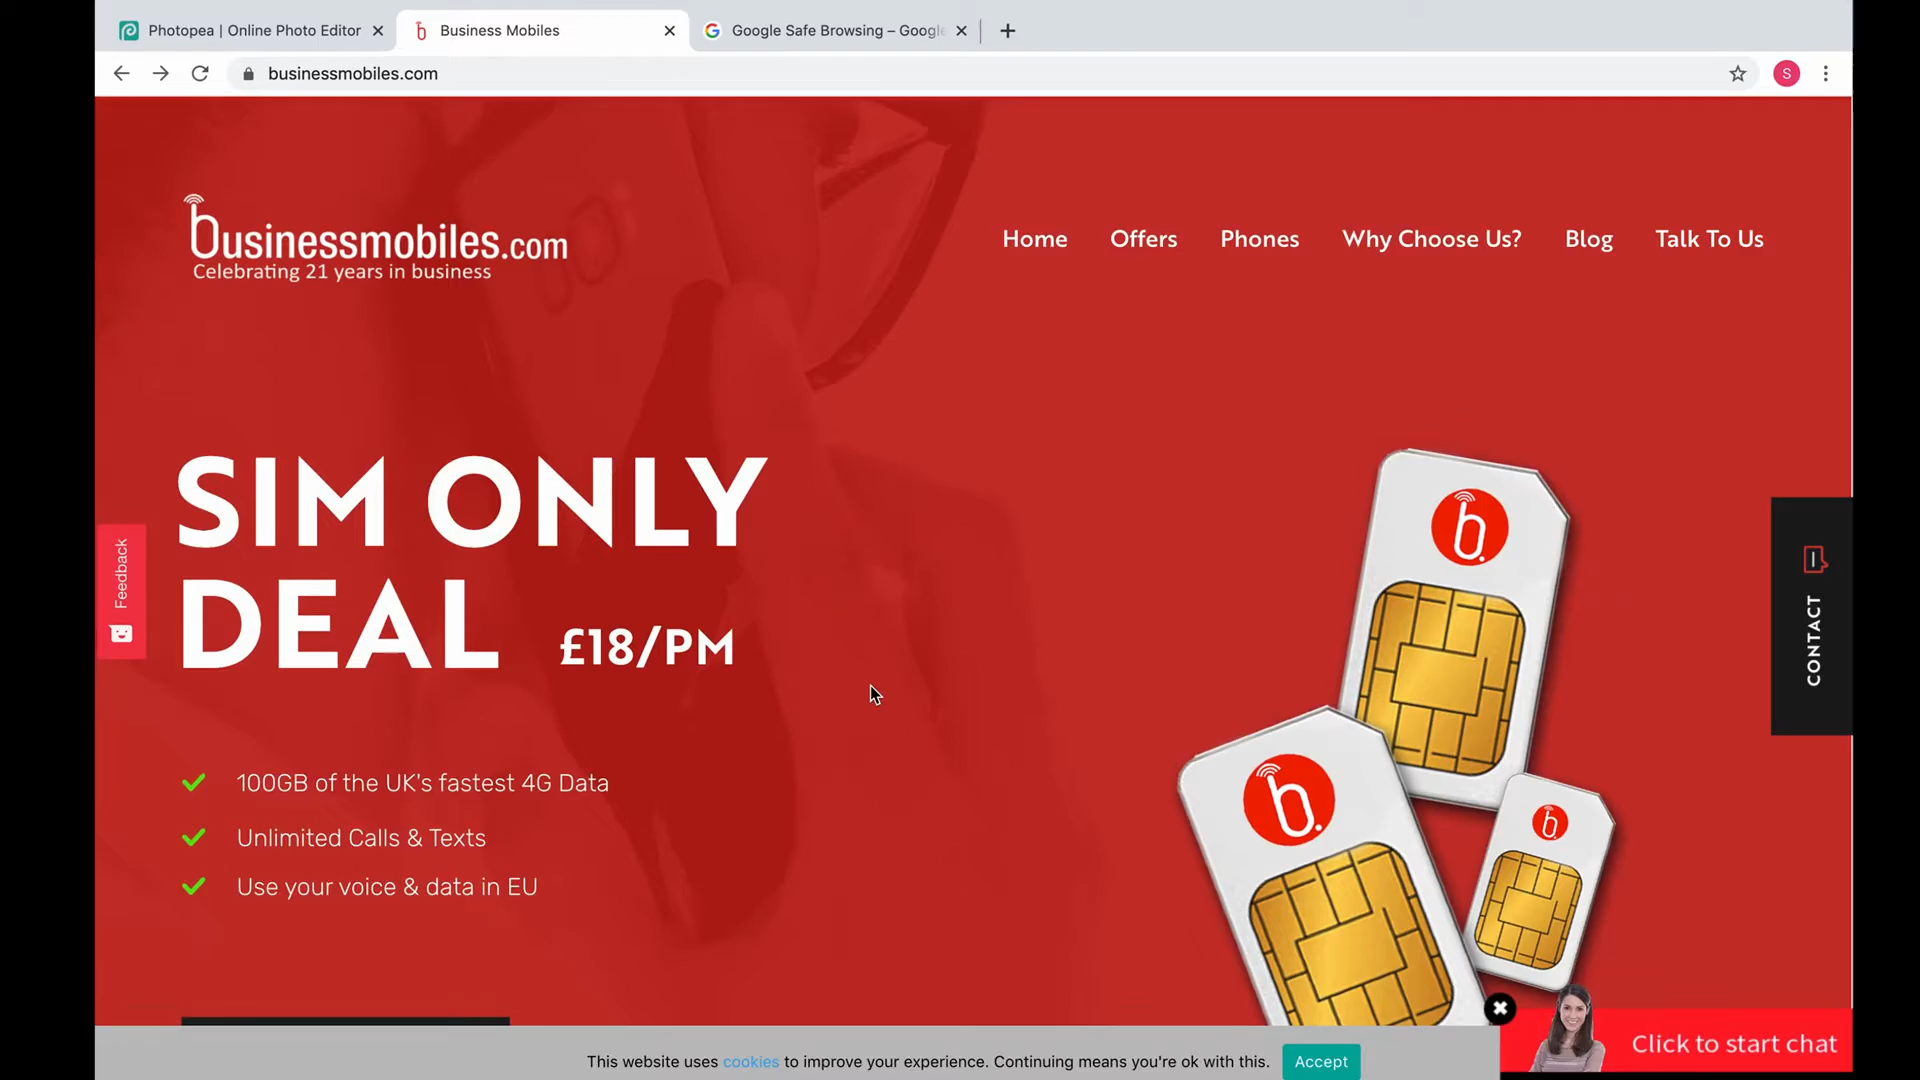 Photopea | Online Photo Editor
Business Mobiles
Google Safe Browsing – Google
businessmobiles.com
S
businessmobiles.com
Celebrating 21 years in business
Home
Offers
Phones
Why Choose Us?
Blog
Talk To Us
SIM ONLY
DEAL £18/PM
Feedback
CONTACT
100GB of the UK's fastest 4G Data
Unlimited Calls & Texts
Use your voice & data in EU
b.
b.
b.
This website uses cookies to improve your experience. Continuing means you're ok with this.
Accept
Click to start chat